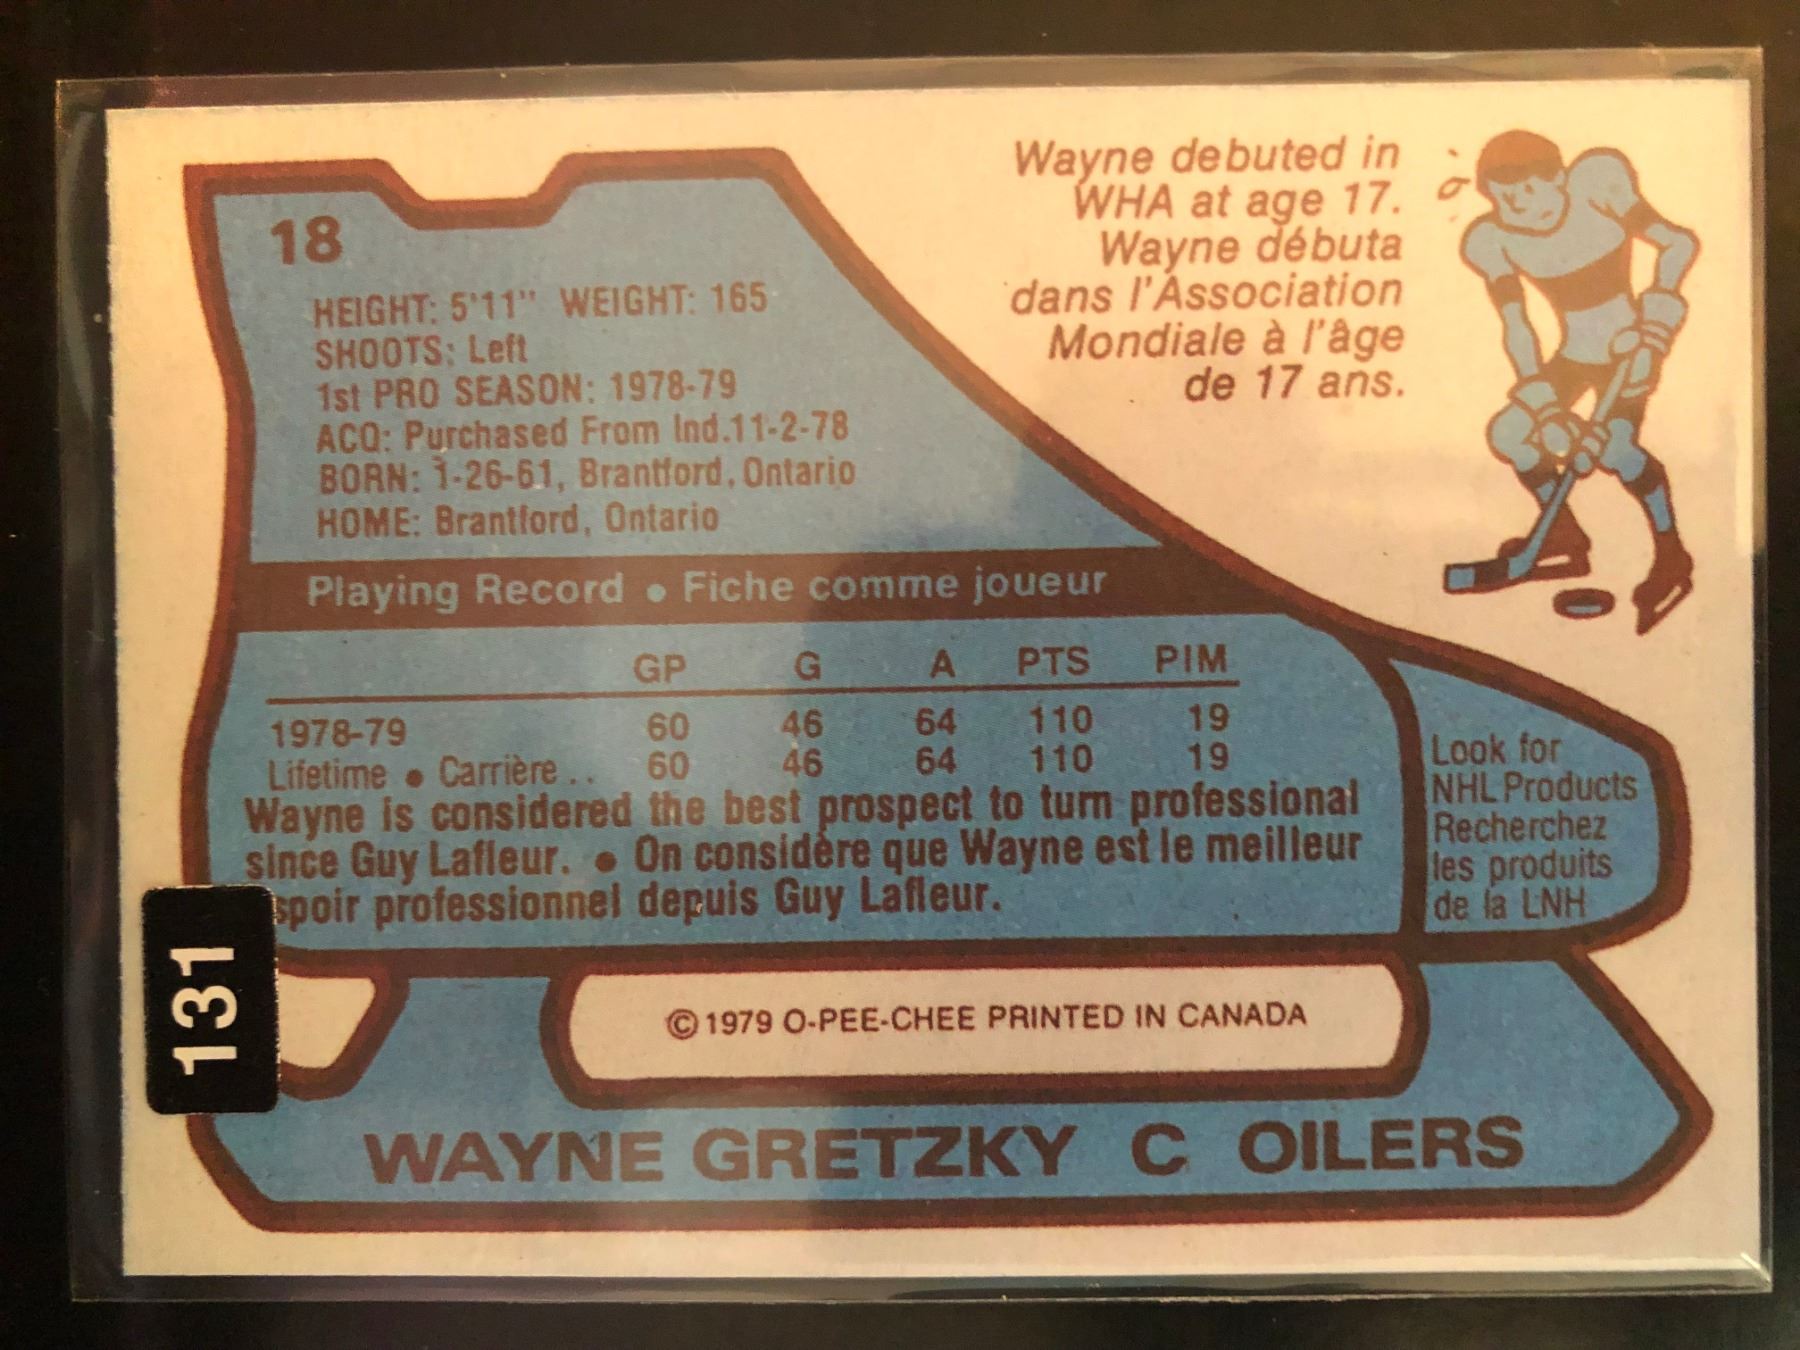 18
HEIGHT: 5'11" WEIGHT: 165
SHOOTS: Left
1st PRO SEASON: 1978-79
ACQ: Purchased From Ind.11-2-78
BORN: 1-26-61, Brantford, Ontario
HOME: Brantford, Ontario
Wayne debuted in
WHA at age 17.
Wayne débuta
dans l'Association
Mondiale à l'âge
de 17 ans.
Playing Record • Fiche comme joueur
GP G A PTS PIM
1978-79 60 46 64 110 19
Lifetime • Carrière .. 60 46 64 110 19
Wayne is considered the best prospect to turn professional
since Guy Lafleur. • On considère que Wayne est le meilleur
spoir professionnel depuis Guy Lafleur.
Look for
NHL Products
Recherchez
les produits
de la LNH
131
© 1979 O-PEE-CHEE PRINTED IN CANADA
WAYNE GRETZKY C OILERS